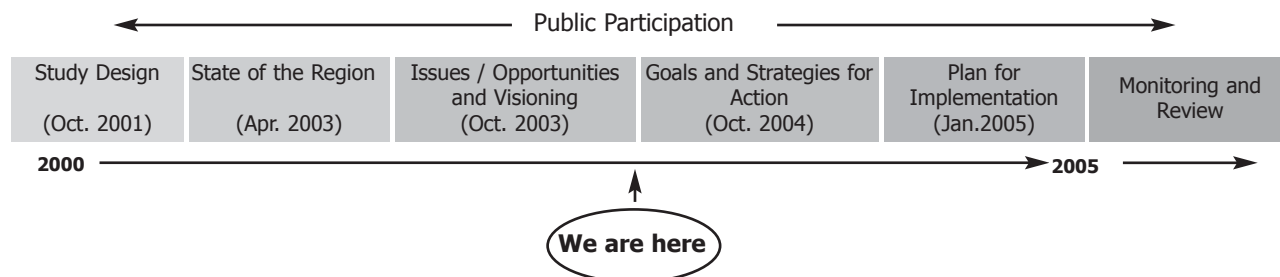 Public Participation
Study Design
(Oct. 2001)
State of the Region
(Apr. 2003)
Issues / Opportunities
and Visioning
(Oct. 2003)
Goals and Strategies for
Action
(Oct. 2004)
Plan for
Implementation
(Jan.2005)
Monitoring and
Review
2000
2005
We are here